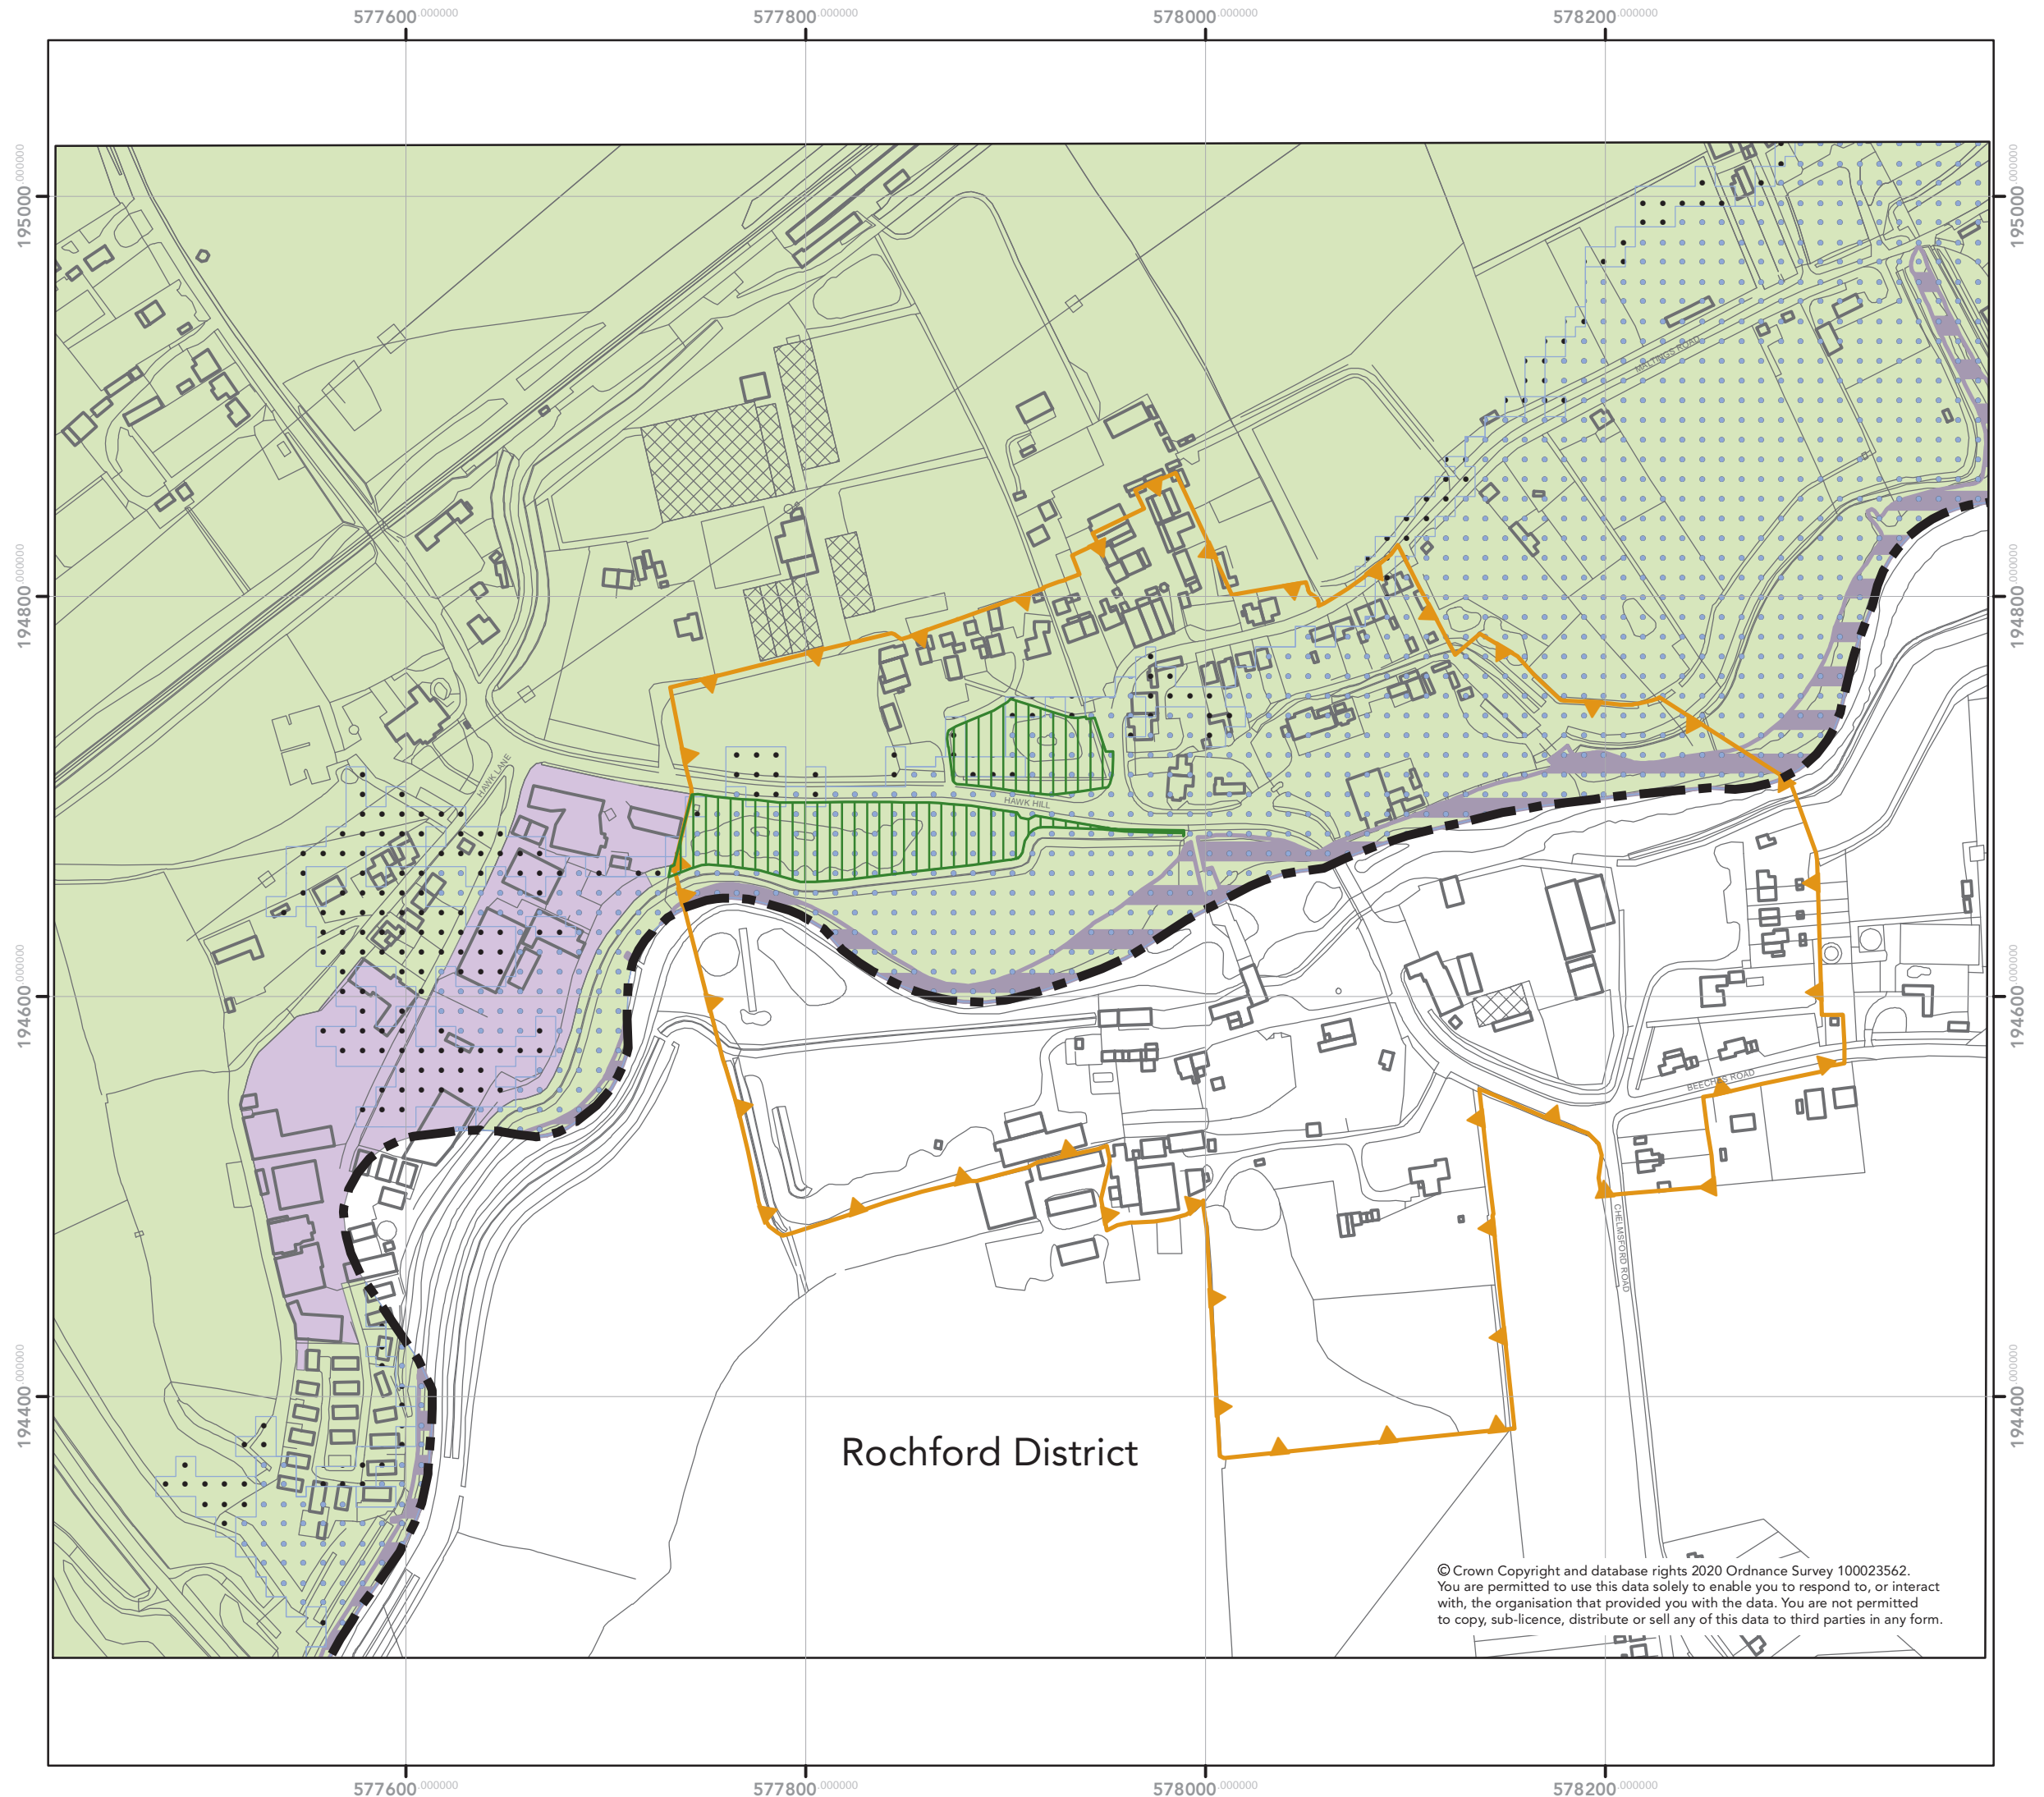 577600.000000 577800.000000 578000.000000 578200.000000
195000.000000
195000.000000
MALTINGS ROAD
194800.000000
194800.000000
HAWK LANE
HAWK HILL
194600.000000
194600.000000
BEECHES ROAD
CHELMSFORD ROAD
194400.000000
194400.000000
Rochford District
© Crown Copyright and database rights 2020 Ordnance Survey 100023562.
You are permitted to use this data solely to enable you to respond to, or interact
with, the organisation that provided you with the data. You are not permitted
to copy, sub-licence, distribute or sell any of this data to third parties in any form.
577600.000000 577800.000000 578000.000000 578200.000000